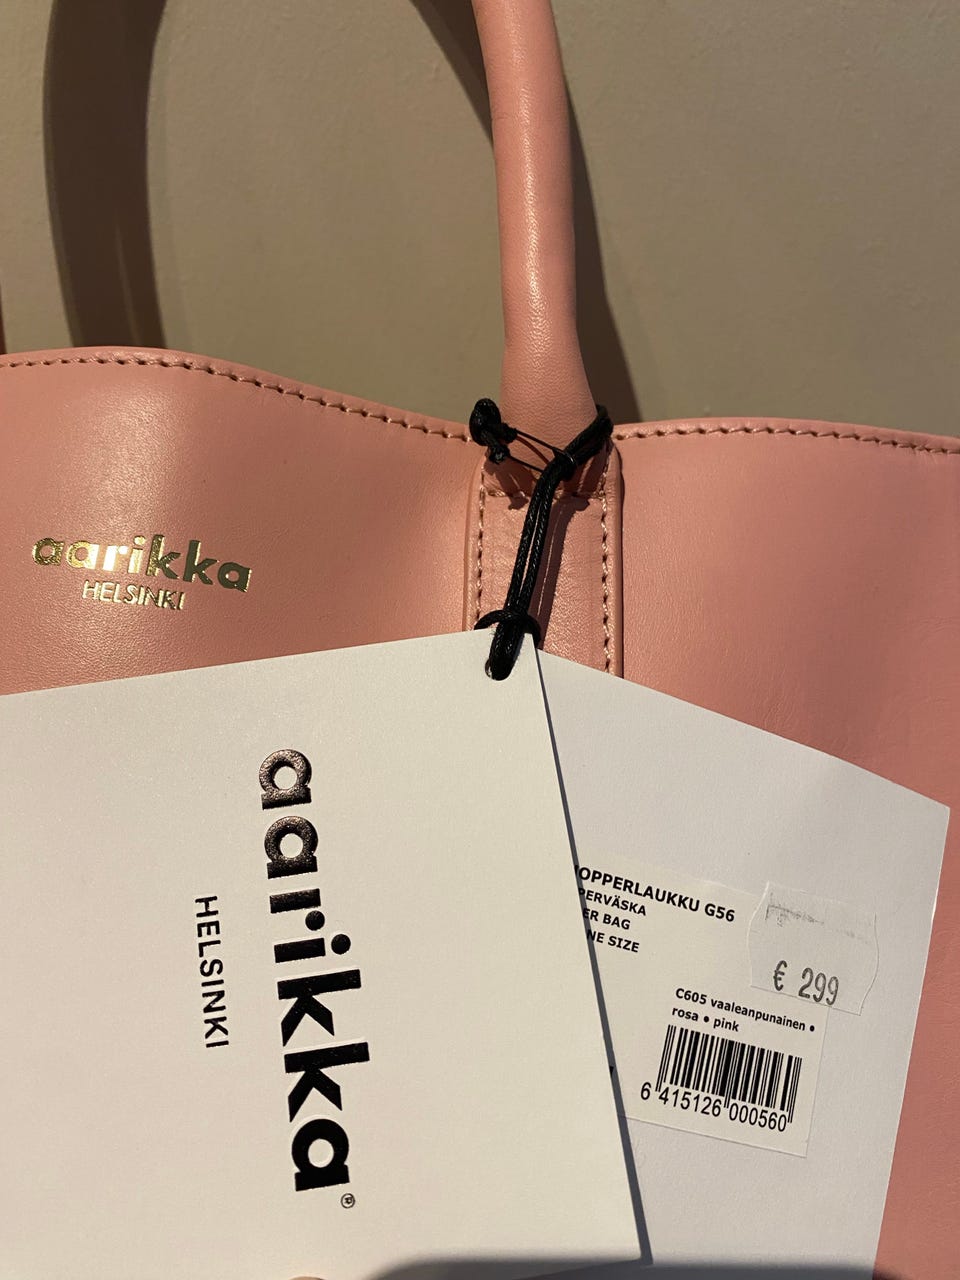 aarikka
HELSINKI
aarikka®
HELSINKI
OPPERLAUKKU G56
PERVÄSKA
ER BAG
NE SIZE
€ 299
C605 vaaleanpunainen •
rosa • pink
6 415126 000560